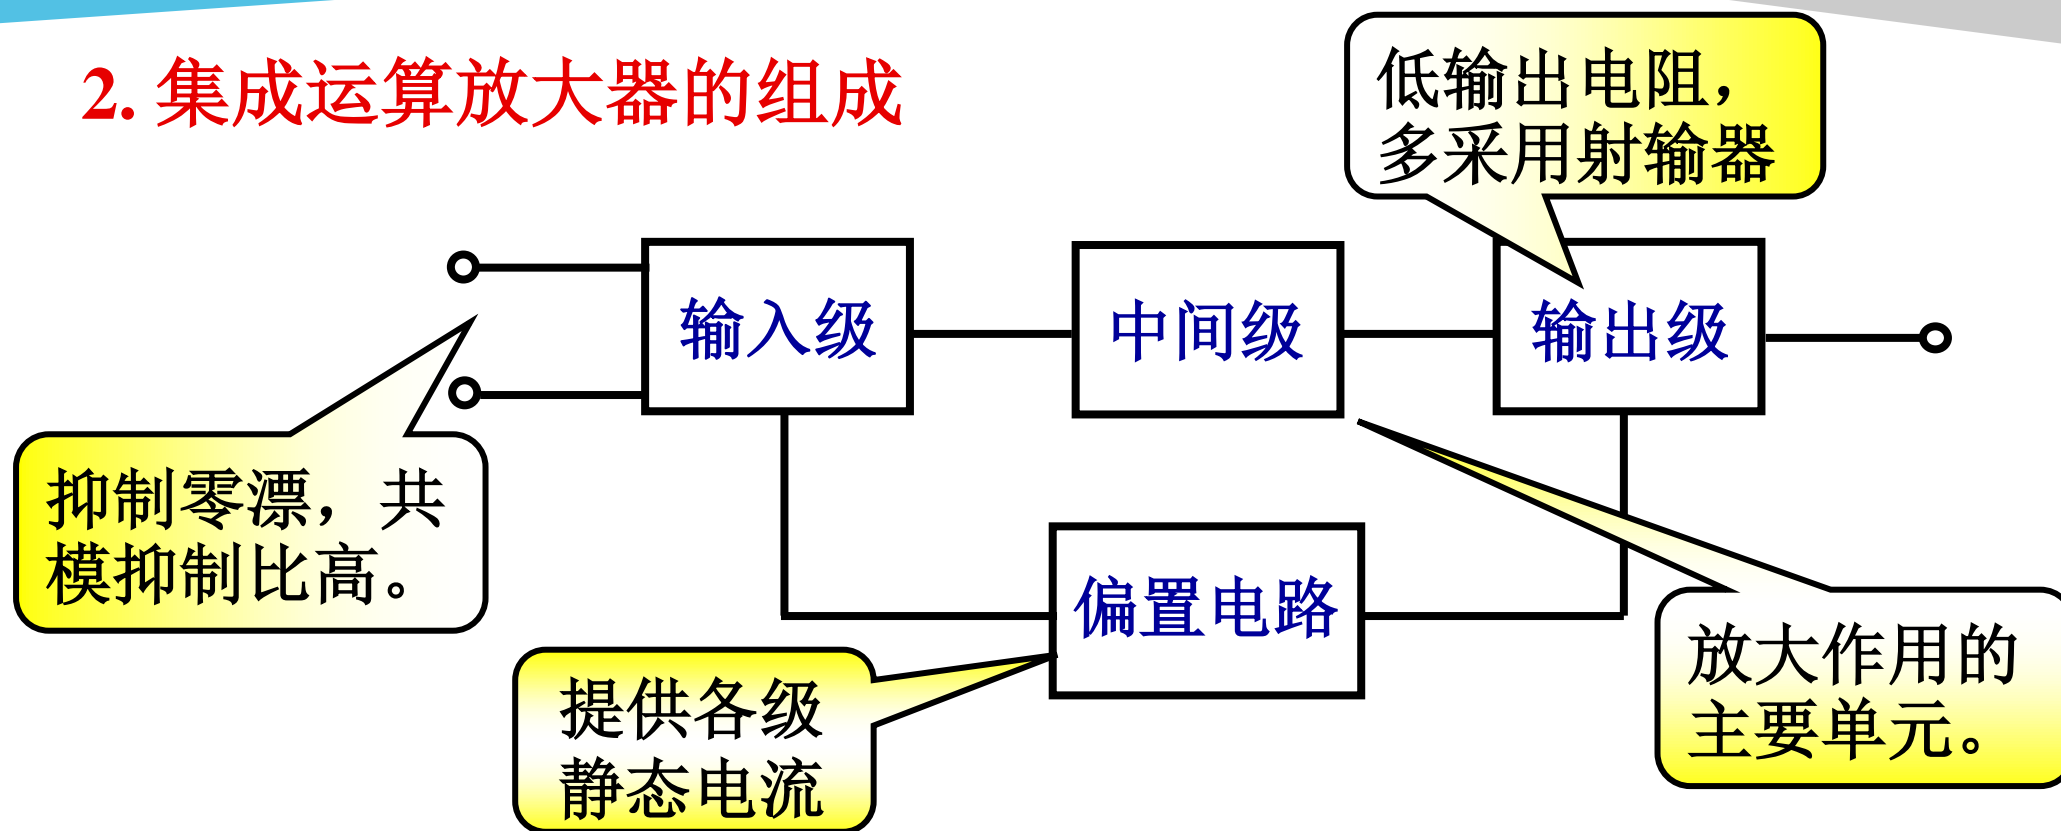 2. 集成运算放大器的组成
低输出电阻，
多采用射输器
输入级
中间级
输出级
抑制零漂，共
模抑制比高。
偏置电路
提供各级
静态电流
放大作用的
主要单元。